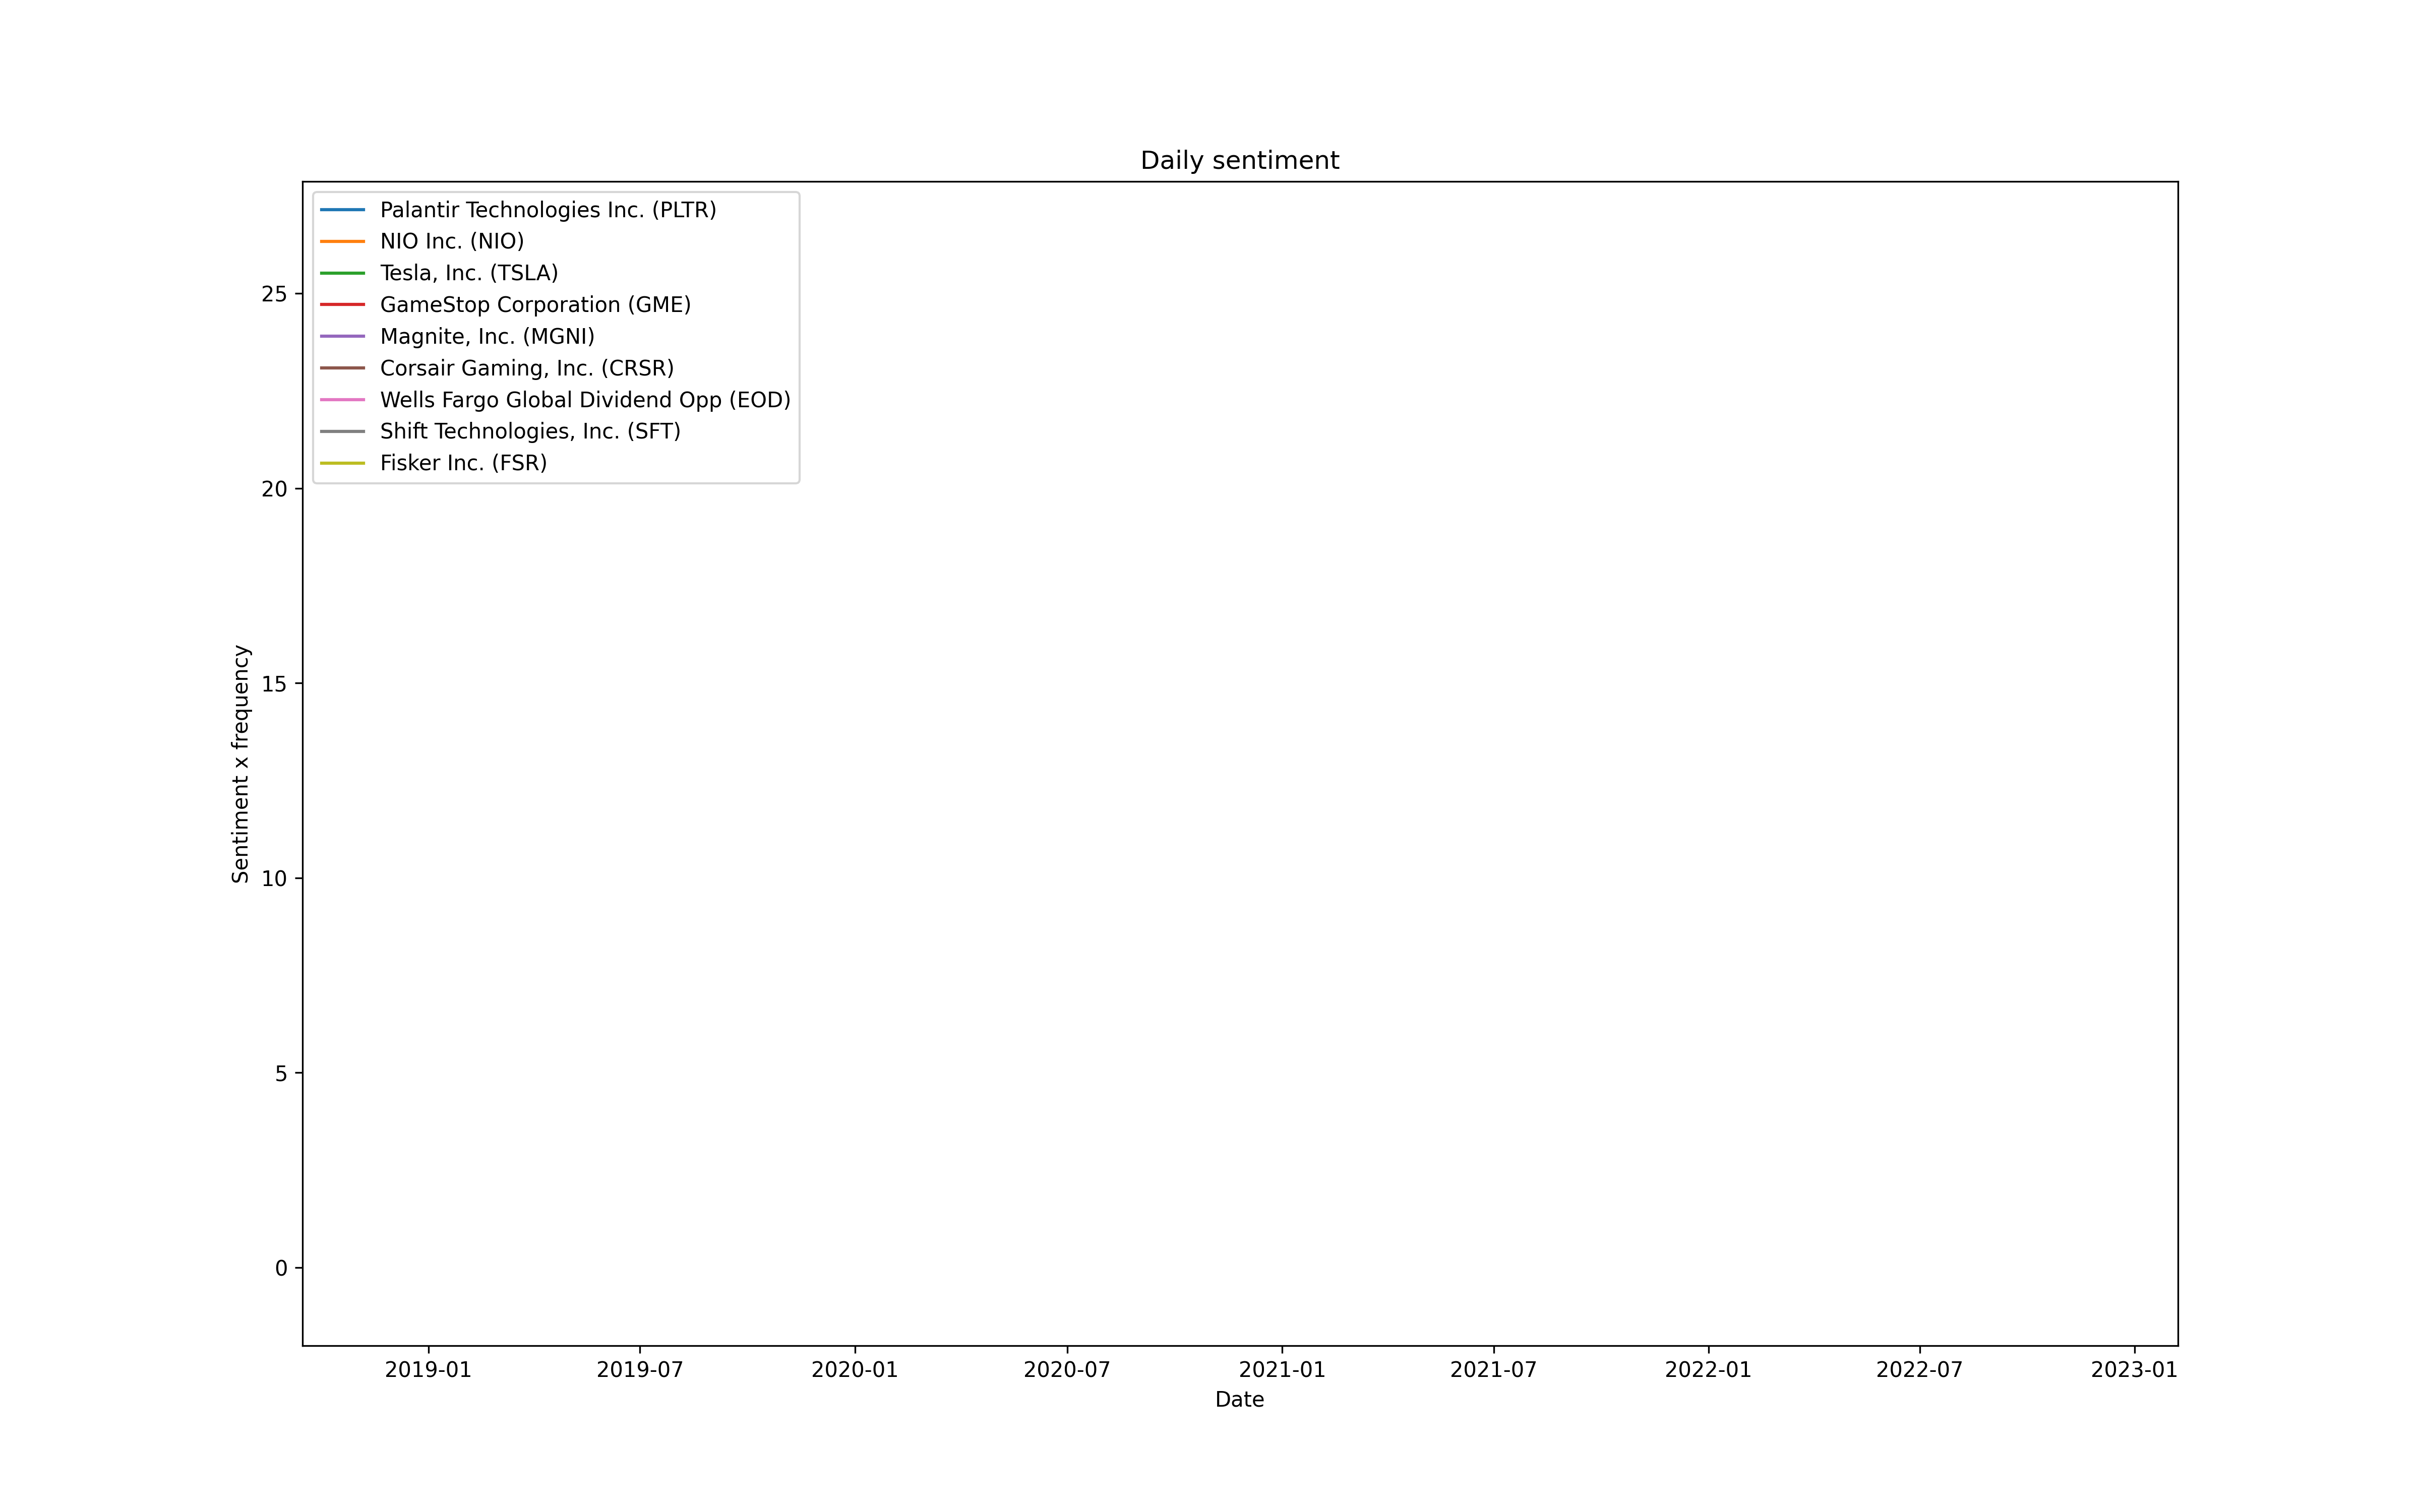 Daily sentiment
Palantir Technologies Inc. (PLTR)
NIO Inc. (NIO)
Tesla, Inc. (TSLA)
GameStop Corporation (GME)
Magnite, Inc. (MGNI)
Corsair Gaming, Inc. (CRSR)
Wells Fargo Global Dividend Opp (EOD)
Shift Technologies, Inc. (SFT)
Fisker Inc. (FSR)
Sentiment x frequency
25
20
15
10
5
0
2019-01 2019-07 2020-01 2020-07 2021-01 2021-07 2022-01 2022-07 2023-01
Date